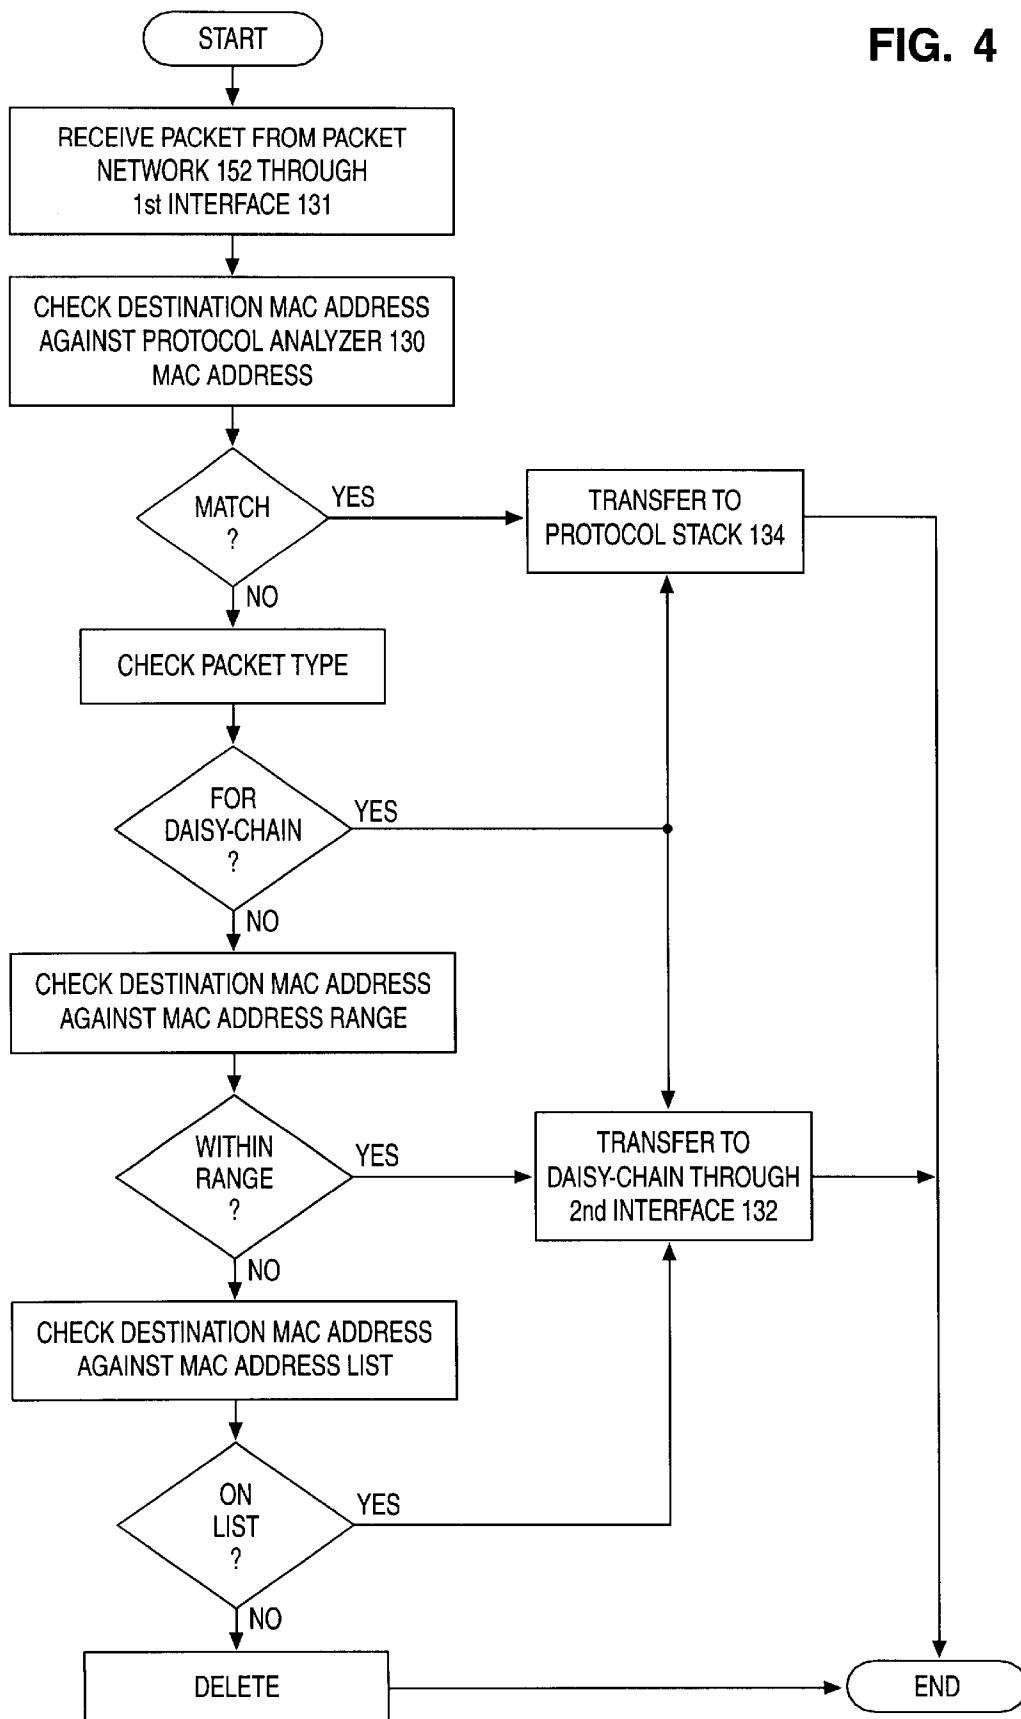 FIG. 4
START
RECEIVE PACKET FROM PACKET
NETWORK 152 THROUGH
1st INTERFACE 131
CHECK DESTINATION MAC ADDRESS
AGAINST PROTOCOL ANALYZER 130
MAC ADDRESS
MATCH
?
YES
TRANSFER TO
PROTOCOL STACK 134
NO
CHECK PACKET TYPE
FOR
DAISY-CHAIN
?
YES
NO
CHECK DESTINATION MAC ADDRESS
AGAINST MAC ADDRESS RANGE
WITHIN
RANGE
?
YES
TRANSFER TO
DAISY-CHAIN THROUGH
2nd INTERFACE 132
NO
CHECK DESTINATION MAC ADDRESS
AGAINST MAC ADDRESS LIST
ON
LIST
?
YES
NO
DELETE
END